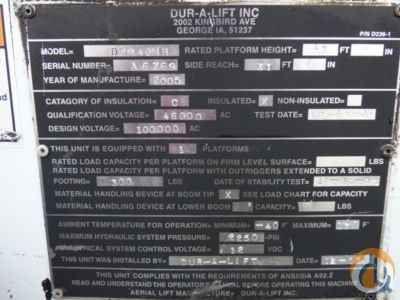 DUR-A-LIFT INC
2002 KINGBIRD AVE
GEORGE IA, 51237
P/N D236-1
MODEL RATED PLATFORM HEIGHT FT IN
SERIAL NUMBER A6769 SIDE REACH FT IN
YEAR OF MANUFACTURE 2005
CATAGORY OF INSULATION C INSULATED X NON-INSULATED
QUALIFICATION VOLTAGE 46000 AC TEST DATE
DESIGN VOLTAGE 100000 AC
THIS UNIT IS EQUIPPED WITH 1 PLATFORMS
RATED LOAD CAPACITY PER PLATFORM ON FIRM LEVEL SURFACE LBS
RATED LOAD CAPACITY PER PLATFORM WITH OUTRIGGERS EXTENDED TO A SOLID
FOOTING LBS DATE OF STABILITY TEST
MATERIAL HANDLING DEVICE AT BOOM TIP X SEE LOAD CHART FOR CAPACITY
MATERIAL HANDLING DEVICE AT LOWER BOOM CAPACITY LBS
AMBIENT TEMPERATURE FOR OPERATION: MINIMUM= -40 F MAXIMUM= F
MAXIMUM HYDRAULIC SYSTEM PRESSURE PSI
ELECTRICAL SYSTEM CONTROL VOLTAGE 12 VDC
THIS UNIT WAS INSTALLED BY DUR-A-LIFT DATE
THIS UNIT COMPLIES WITH THE REQUIREMENTS OF ANSI/SIA A92.2
READ AND UNDERSTAND THE OPERATORS MANUAL BEFORE OPERATING THIS
AERIAL LIFT MANUFACTURED BY DUR-A-LIFT, INC.